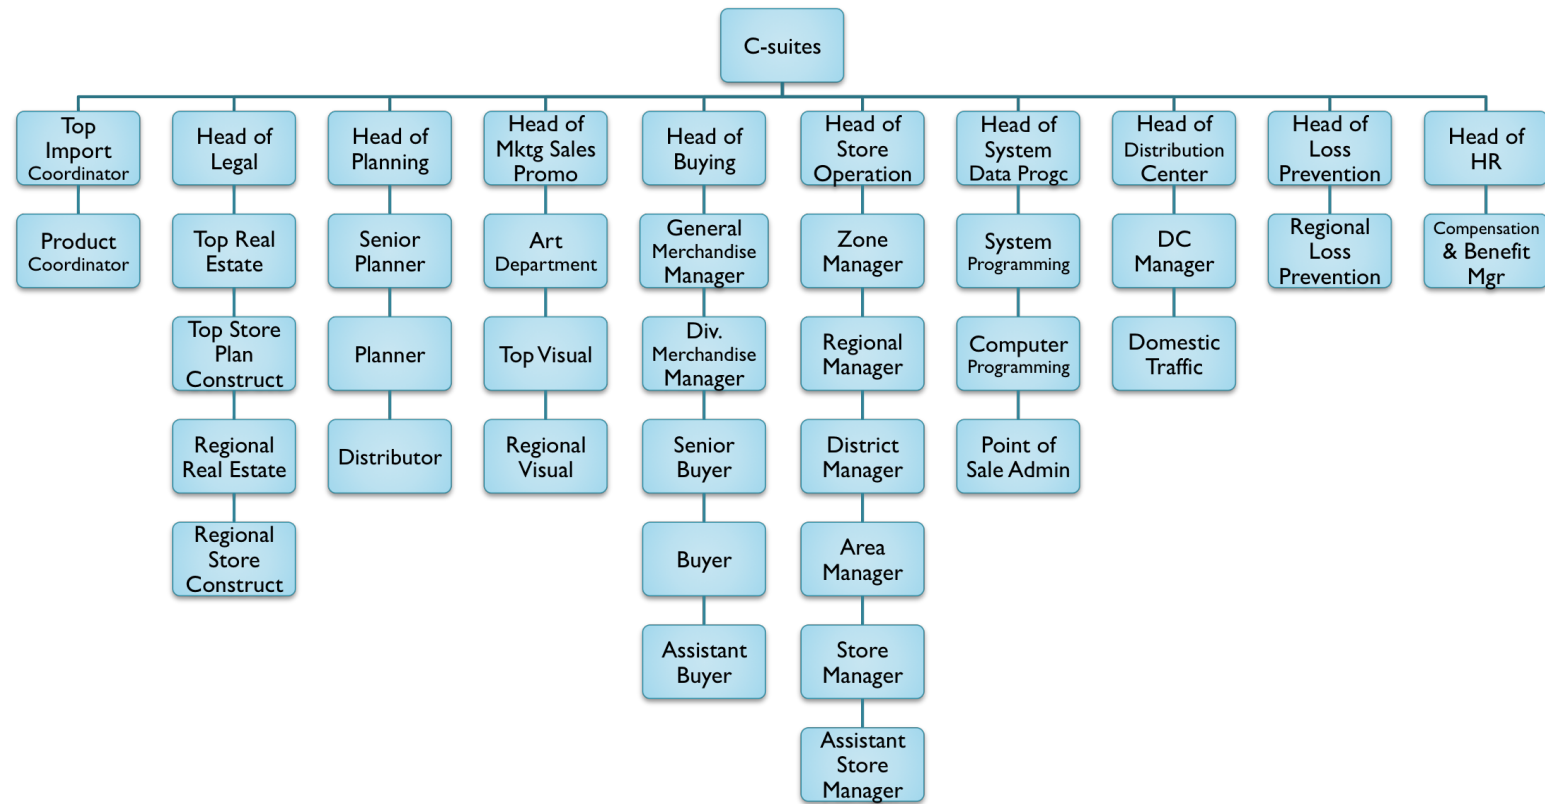 C-suites
Top
Import
Coordinator
Head of
Legal
Head of
Planning
Head of
Mktg Sales
Promo
Head of
Buying
Head of
Store
Operation
Head of
System
Data Progc
Head of
Distribution
Center
Head of
Loss
Prevention
Head of
HR
Product
Coordinator
Top Real
Estate
Senior
Planner
Art
Department
General
Merchandise
Manager
Zone
Manager
System
Programming
DC
Manager
Regional
Loss
Prevention
Compensation
& Benefit
Mgr
Top Store
Plan
Construct
Planner
Top Visual
Div.
Merchandise
Manager
Regional
Manager
Computer
Programming
Domestic
Traffic
Regional
Real Estate
Distributor
Regional
Visual
Senior
Buyer
District
Manager
Point of
Sale Admin
Regional
Store
Construct
Buyer
Area
Manager
Assistant
Buyer
Store
Manager
Assistant
Store
Manager